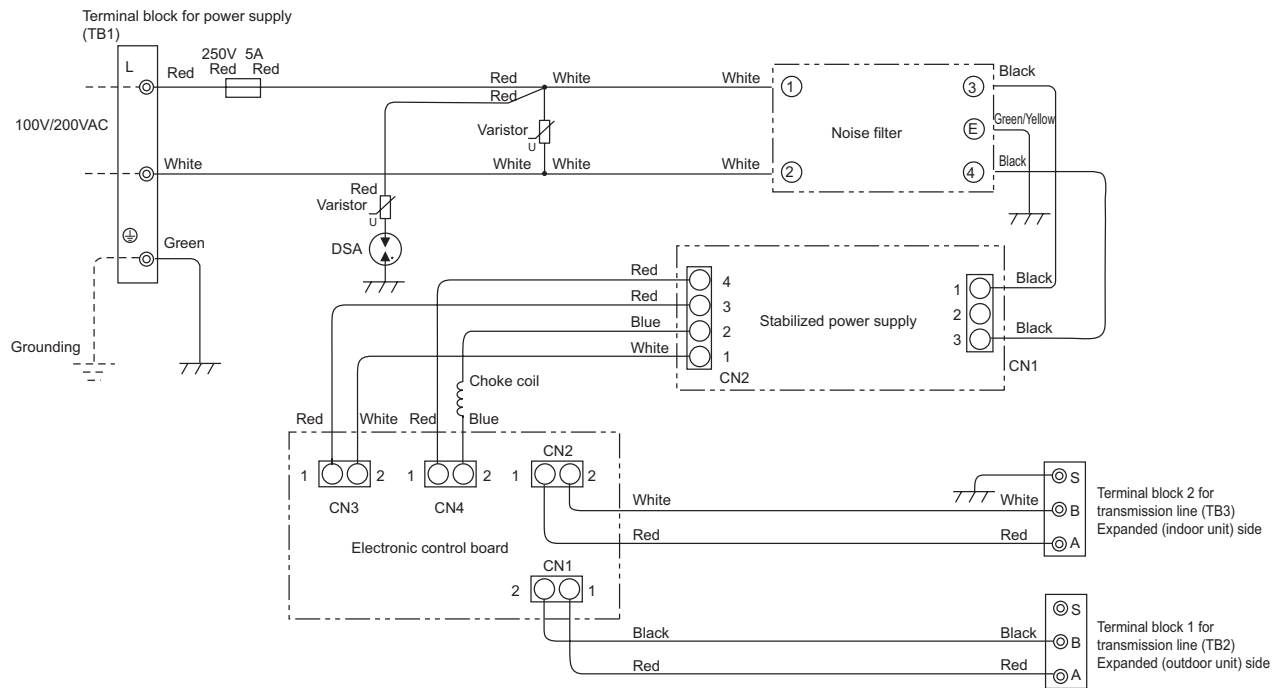 Terminal block for power supply
(TB1)
L
Red
250V 5A
Red Red
Red
White
White
Red
100V/200VAC
Varistor
U
White
White White
White
Red
Varistor
U
DSA
Green
Grounding
1
2
Noise filter
3
E
4
Black
Green/Yellow
Black
Red
4
Red
3
Blue
2
White
1
CN2
Stabilized power supply
1
2
3
CN1
Black
Black
Choke coil
Red White Red Blue
1 2
CN3
1 2
CN4
CN2
1 2
Electronic control board
CN1
2 1
White
White
Red
Red
S
B
A
Terminal block 2 for
transmission line (TB3)
Expanded (indoor unit) side
Black
Black
Red
Red
S
B
A
Terminal block 1 for
transmission line (TB2)
Expanded (outdoor unit) side